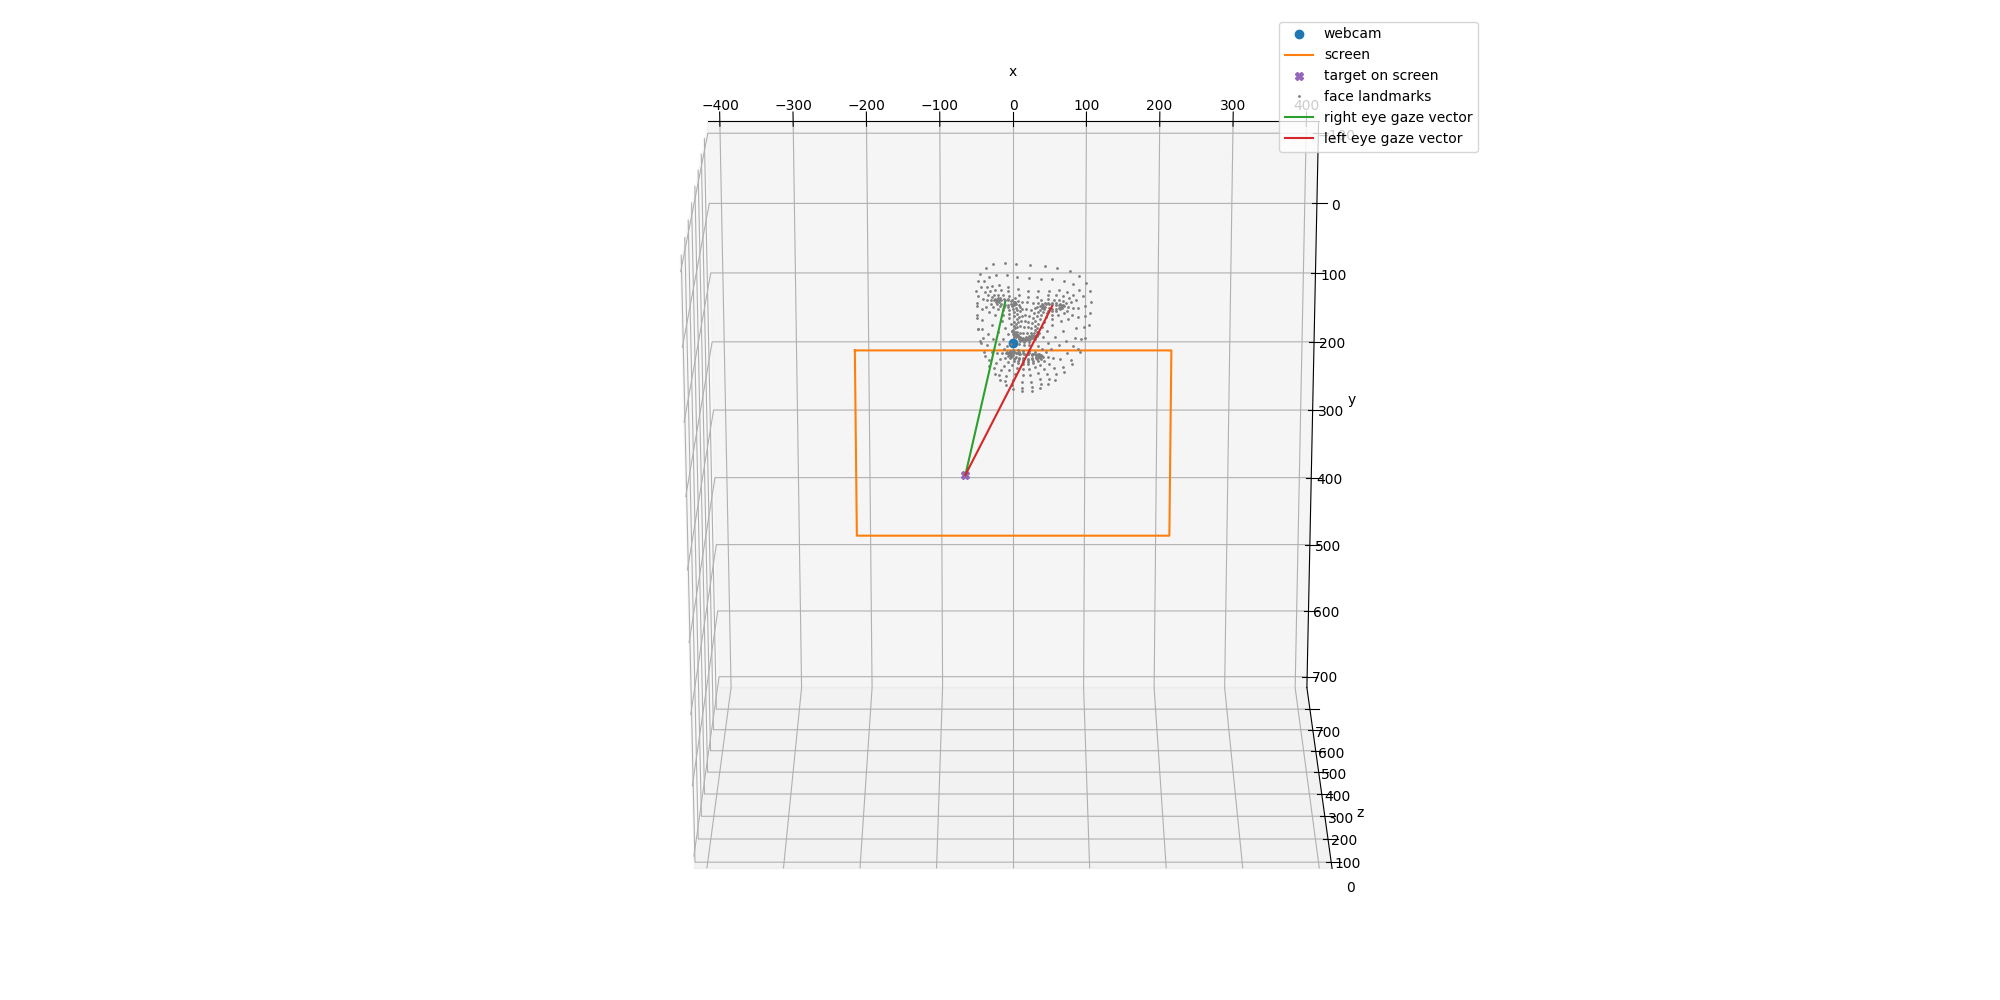 webcam
screen
target on screen
face landmarks
right eye gaze vector
left eye gaze vector
x
−400 −300 −200 −100 0 100 200 300 400
0
100
200
300
y
400
500
600
700
700
600
500
400
300
z
200
100
0